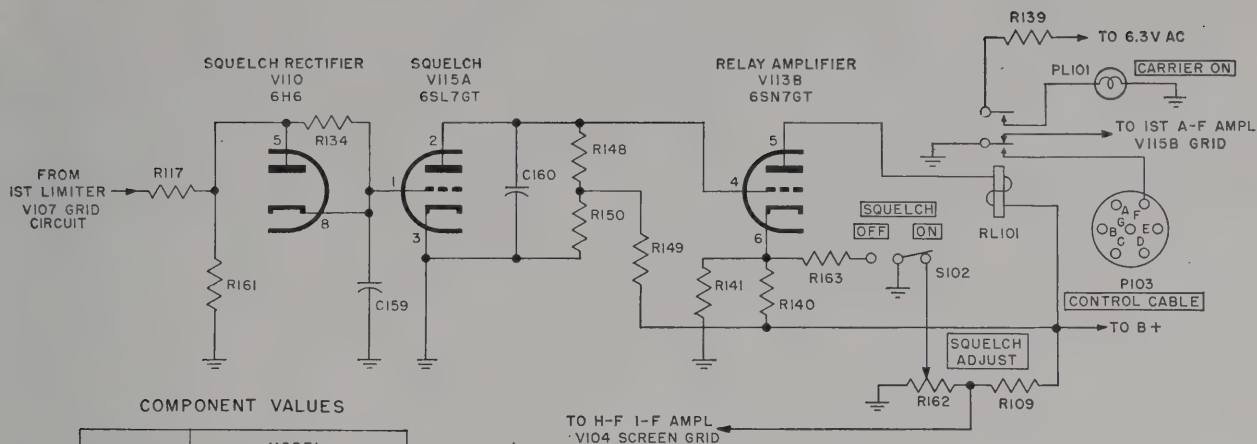 R139
TO 6.3V AC
SQUELCH RECTIFIER
V110
6H6
SQUELCH
V115A
6SL7GT
RELAY AMPLIFIER
V113B
6SN7GT
PL101
CARRIER ON
5
R134
2
5
TO 1ST A-F AMPL
V115B GRID
FROM
1ST LIMITER
V107 GRID
CIRCUIT
R117
1
C160
R148
4
8
3
R150
6
SQUELCH
OFF
ON
RL101
A F
G
B E
C D
R149
R163
S102
R161
C159
R141
R140
P103
CONTROL CABLE
TO B+
SQUELCH
ADJUST
R162
R109
COMPONENT VALUES
TO H-F I-F AMPL
V104 SCREEN GRID